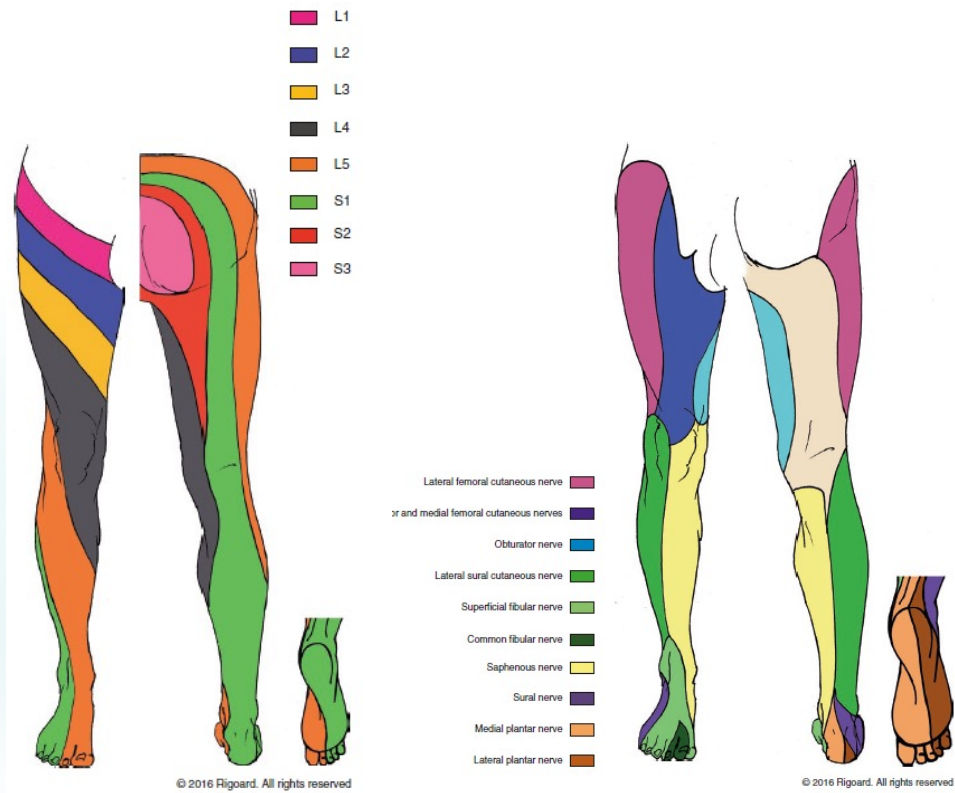 L1
L2
L3
L4
L5
S1
S2
S3
Lateral femoral cutaneous nerve
or and medial femoral cutaneous nerves
Obturator nerve
Lateral sural cutaneous nerve
Superficial fibular nerve
Common fibular nerve
Saphenous nerve
Sural nerve
Medial plantar nerve
Lateral plantar nerve
© 2016 Rigoard. All rights reserved
© 2016 Rigoard. All rights reserved